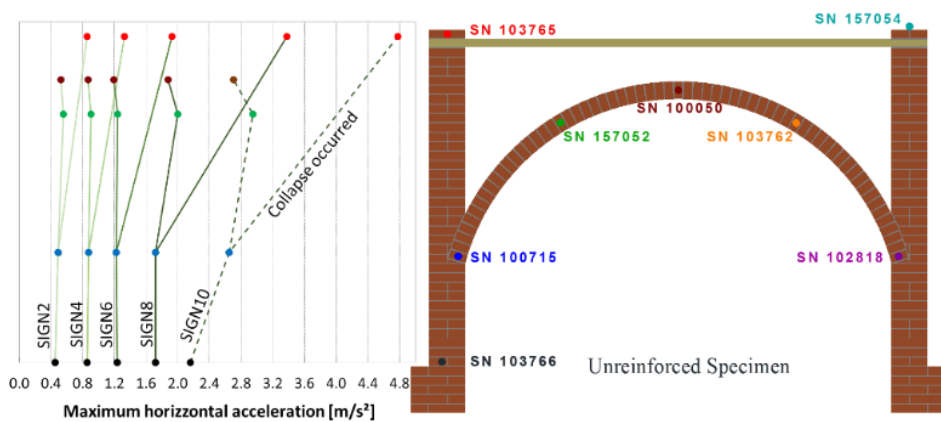 SN 157054
SN 103765
SN 100050
SN 157052
SN 103762
Collapse occurred
SN 100715
SN 102818
SIGN2
SIGN4
SIGN6
SIGN8
SIGN10
SN 103766
Unreinforced Specimen
0.0 0.4 0.8 1.2 1.6 2.0 2.4 2.8 3.2 3.6 4.0 4.4 4.8
Maximum horizzontal acceleration [m/s²]